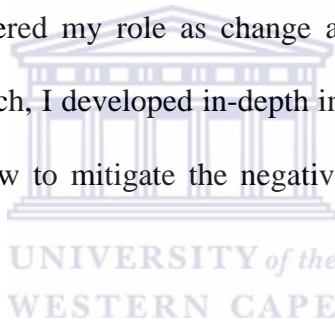 ered my role as change a
ch, I developed in-depth in
w to mitigate the negativ
UNIVERSITY of the
WESTERN CAPE